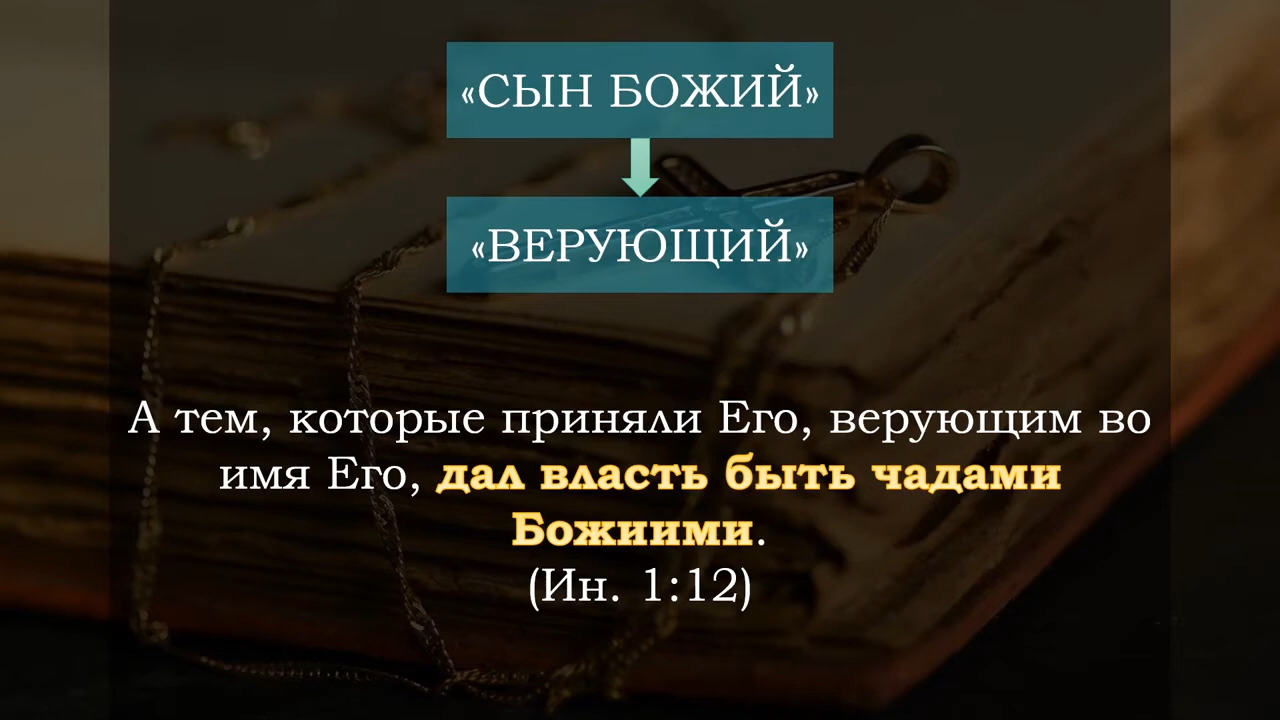 «СЫН БОЖИЙ»
«ВЕРУЮЩИЙ»
А тем, которые приняли Его, верующим во
имя Его, дал власть быть чадами
Божиими.
(Ин. 1:12)